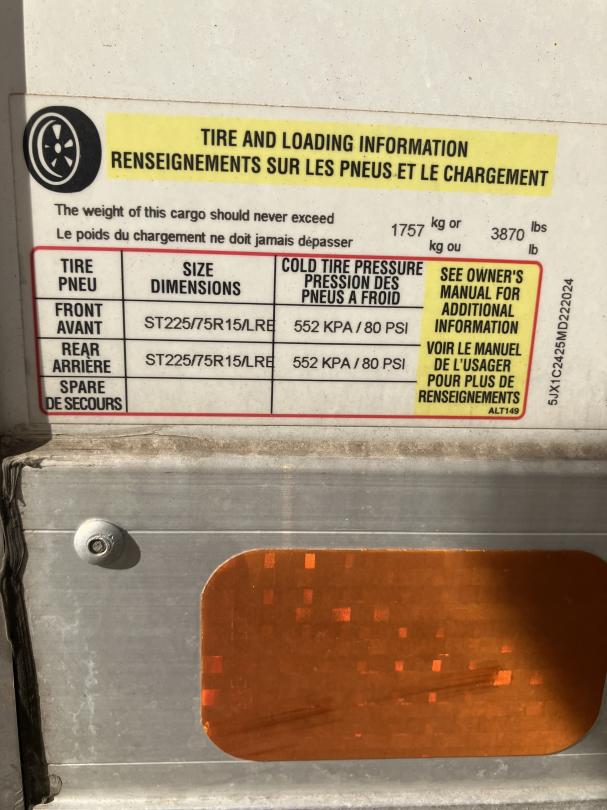 TIRE AND LOADING INFORMATION
RENSEIGNEMENTS SUR LES PNEUS ET LE CHARGEMENT
The weight of this cargo should never exceed 1757 kg or 3870 lbs
Le poids du chargement ne doit jamais dépasser kg ou lb
TIRE SIZE COLD TIRE PRESSURE
PNEU DIMENSIONS PRESSION DES
PNEUS A FROID
FRONT
AVANT ST225/75R15/LRE 552 KPA / 80 PSI
REAR
ARRIÈRE ST225/75R15/LRE 552 KPA / 80 PSI
SPARE
DE SECOURS
SEE OWNER'S
MANUAL FOR
ADDITIONAL
INFORMATION
VOIR LE MANUEL
DE L'USAGER
POUR PLUS DE
RENSEIGNEMENTS
ALT149
5JX1C2425MD222024